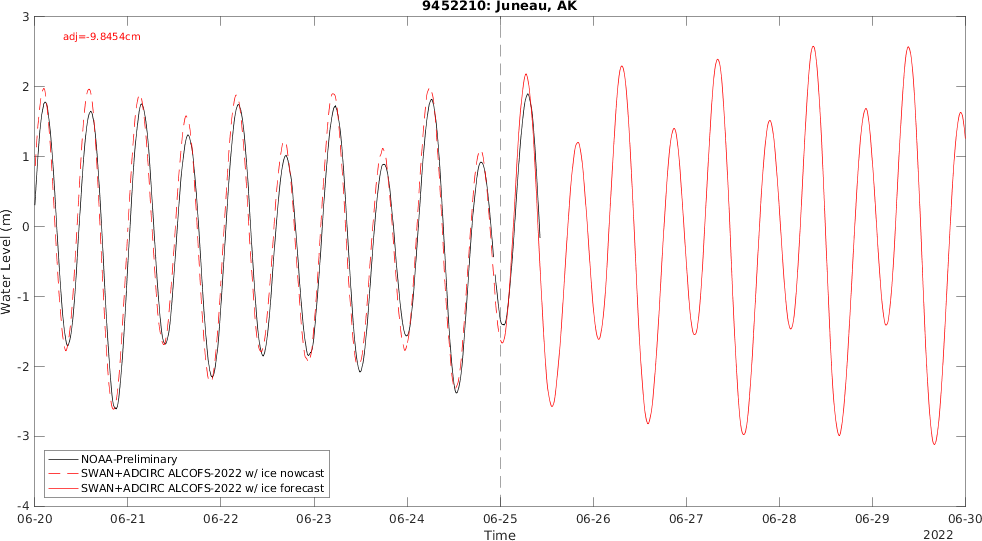 9452210: Juneau, AK
adj=-9.8454cm
3
2
1
0
-1
-2
-3
-4
Water Level (m)
NOAA-Preliminary
SWAN+ADCIRC ALCOFS-2022 w/ ice nowcast
SWAN+ADCIRC ALCOFS-2022 w/ ice forecast
06-20 06-21 06-22 06-23 06-24 06-25 06-26 06-27 06-28 06-29 06-30
Time
2022